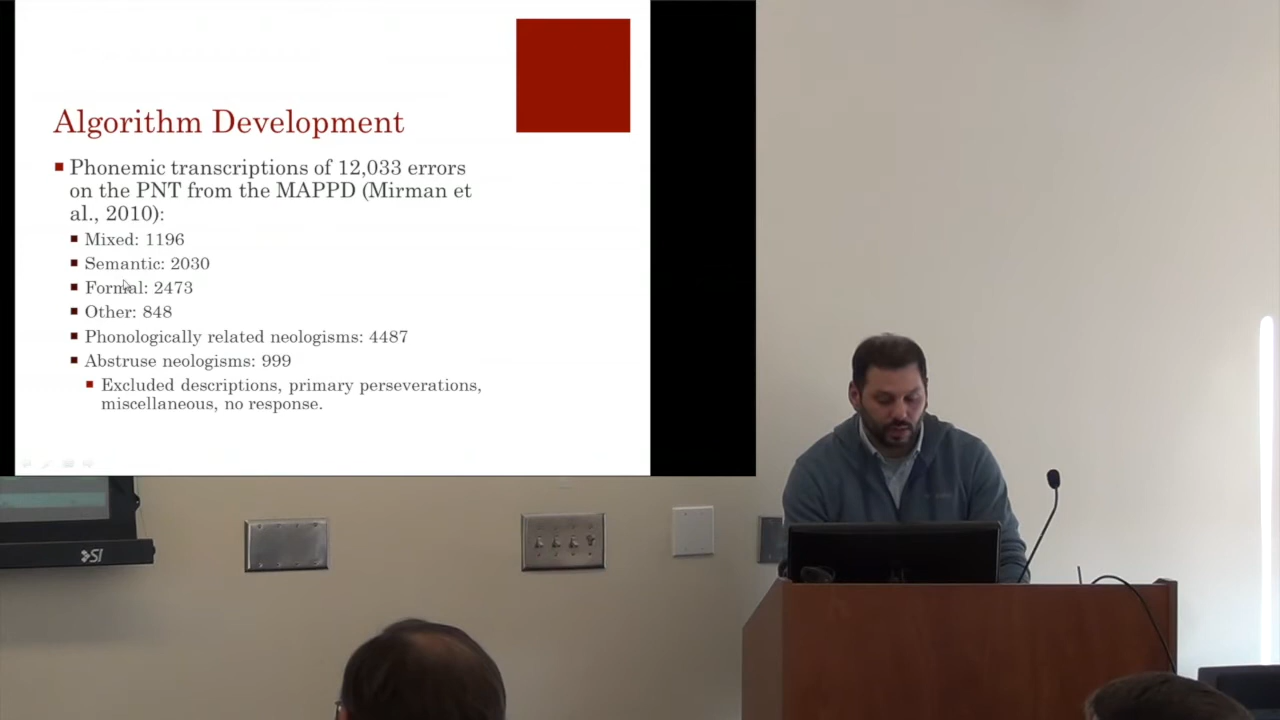 Algorithm Development
Phonemic transcriptions of 12,033 errors
on the PNT from the MAPPD (Mirman et
al., 2010):
Mixed: 1196
Semantic: 2030
Formal: 2473
Other: 848
Phonologically related neologisms: 4487
Abstruse neologisms: 999
Excluded descriptions, primary perseverations,
miscellaneous, no response.